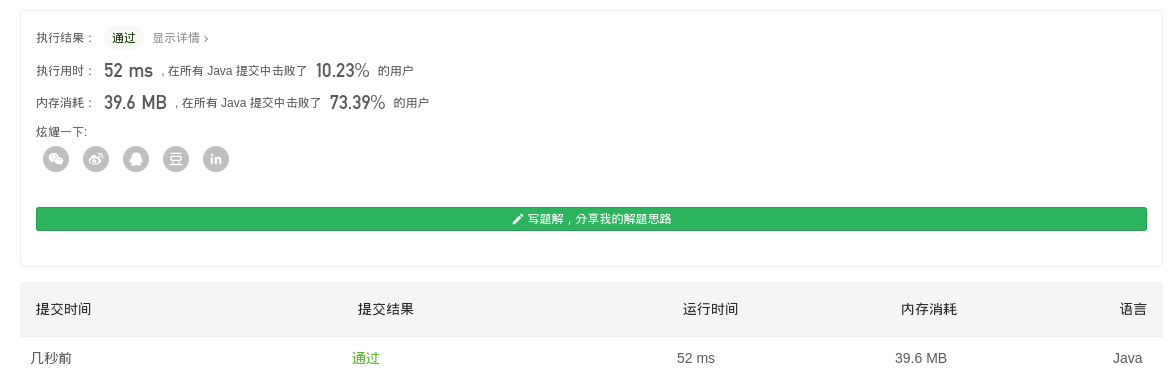 执行结果： 通过 显示详情 ›
执行用时： 52 ms , 在所有 Java 提交中击败了 10.23% 的用户
内存消耗： 39.6 MB , 在所有 Java 提交中击败了 73.39% 的用户
炫耀一下:
豆 in
写题解，分享我的解题思路
提交时间 提交结果 运行时间 内存消耗 语言
几秒前 通过 52 ms 39.6 MB Java